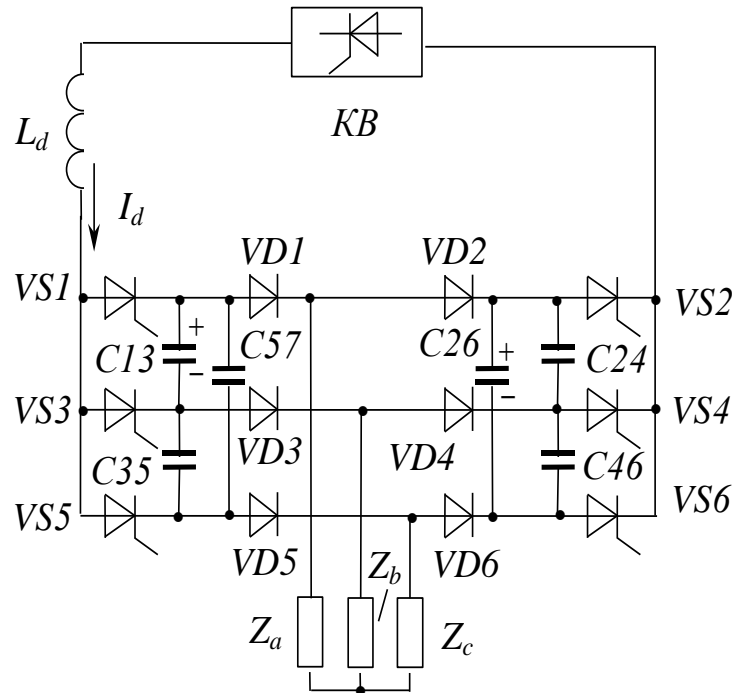 КВ
L_d
I_d
VD1 VD2
VS1 VS2
+ +
C13 C57 C26 C24
− −
VS3 VS4
VD3 VD4
C35 C46
VS5 VS6
VD5 VD6
Z_b
Z_a Z_c